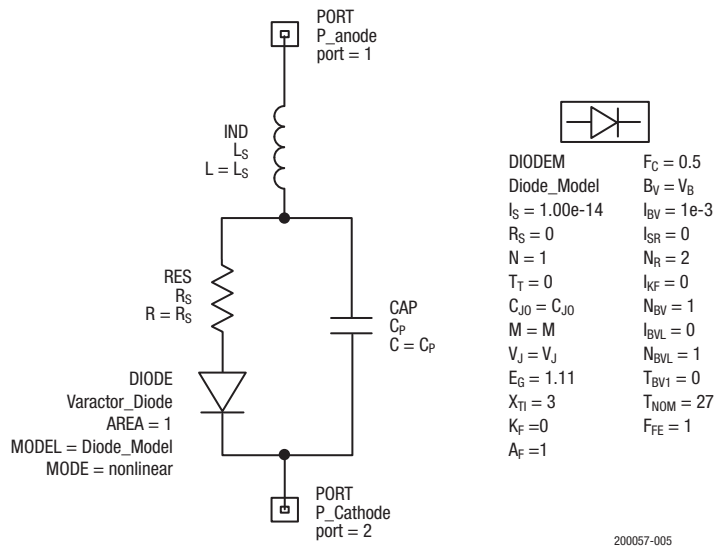 PORT
P_anode
port = 1
IND
LS
L = LS
RES
RS
R = RS
CAP
CP
C = CP
DIODE
Varactor_Diode
AREA = 1
MODEL = Diode_Model
MODE = nonlinear
PORT
P_Cathode
port = 2
DIODEM
Diode_Model
IS = 1.00e-14
RS = 0
N = 1
TT = 0
CJO = CJO
M = M
VJ = VJ
EG = 1.11
XTI = 3
KF =0
AF =1
FC = 0.5
BV = VB
IBV = 1e-3
ISR = 0
NR = 2
IKF = 0
NBV = 1
IBVL = 0
NBVL = 1
TBV1 = 0
TNOM = 27
FFE = 1
200057-005